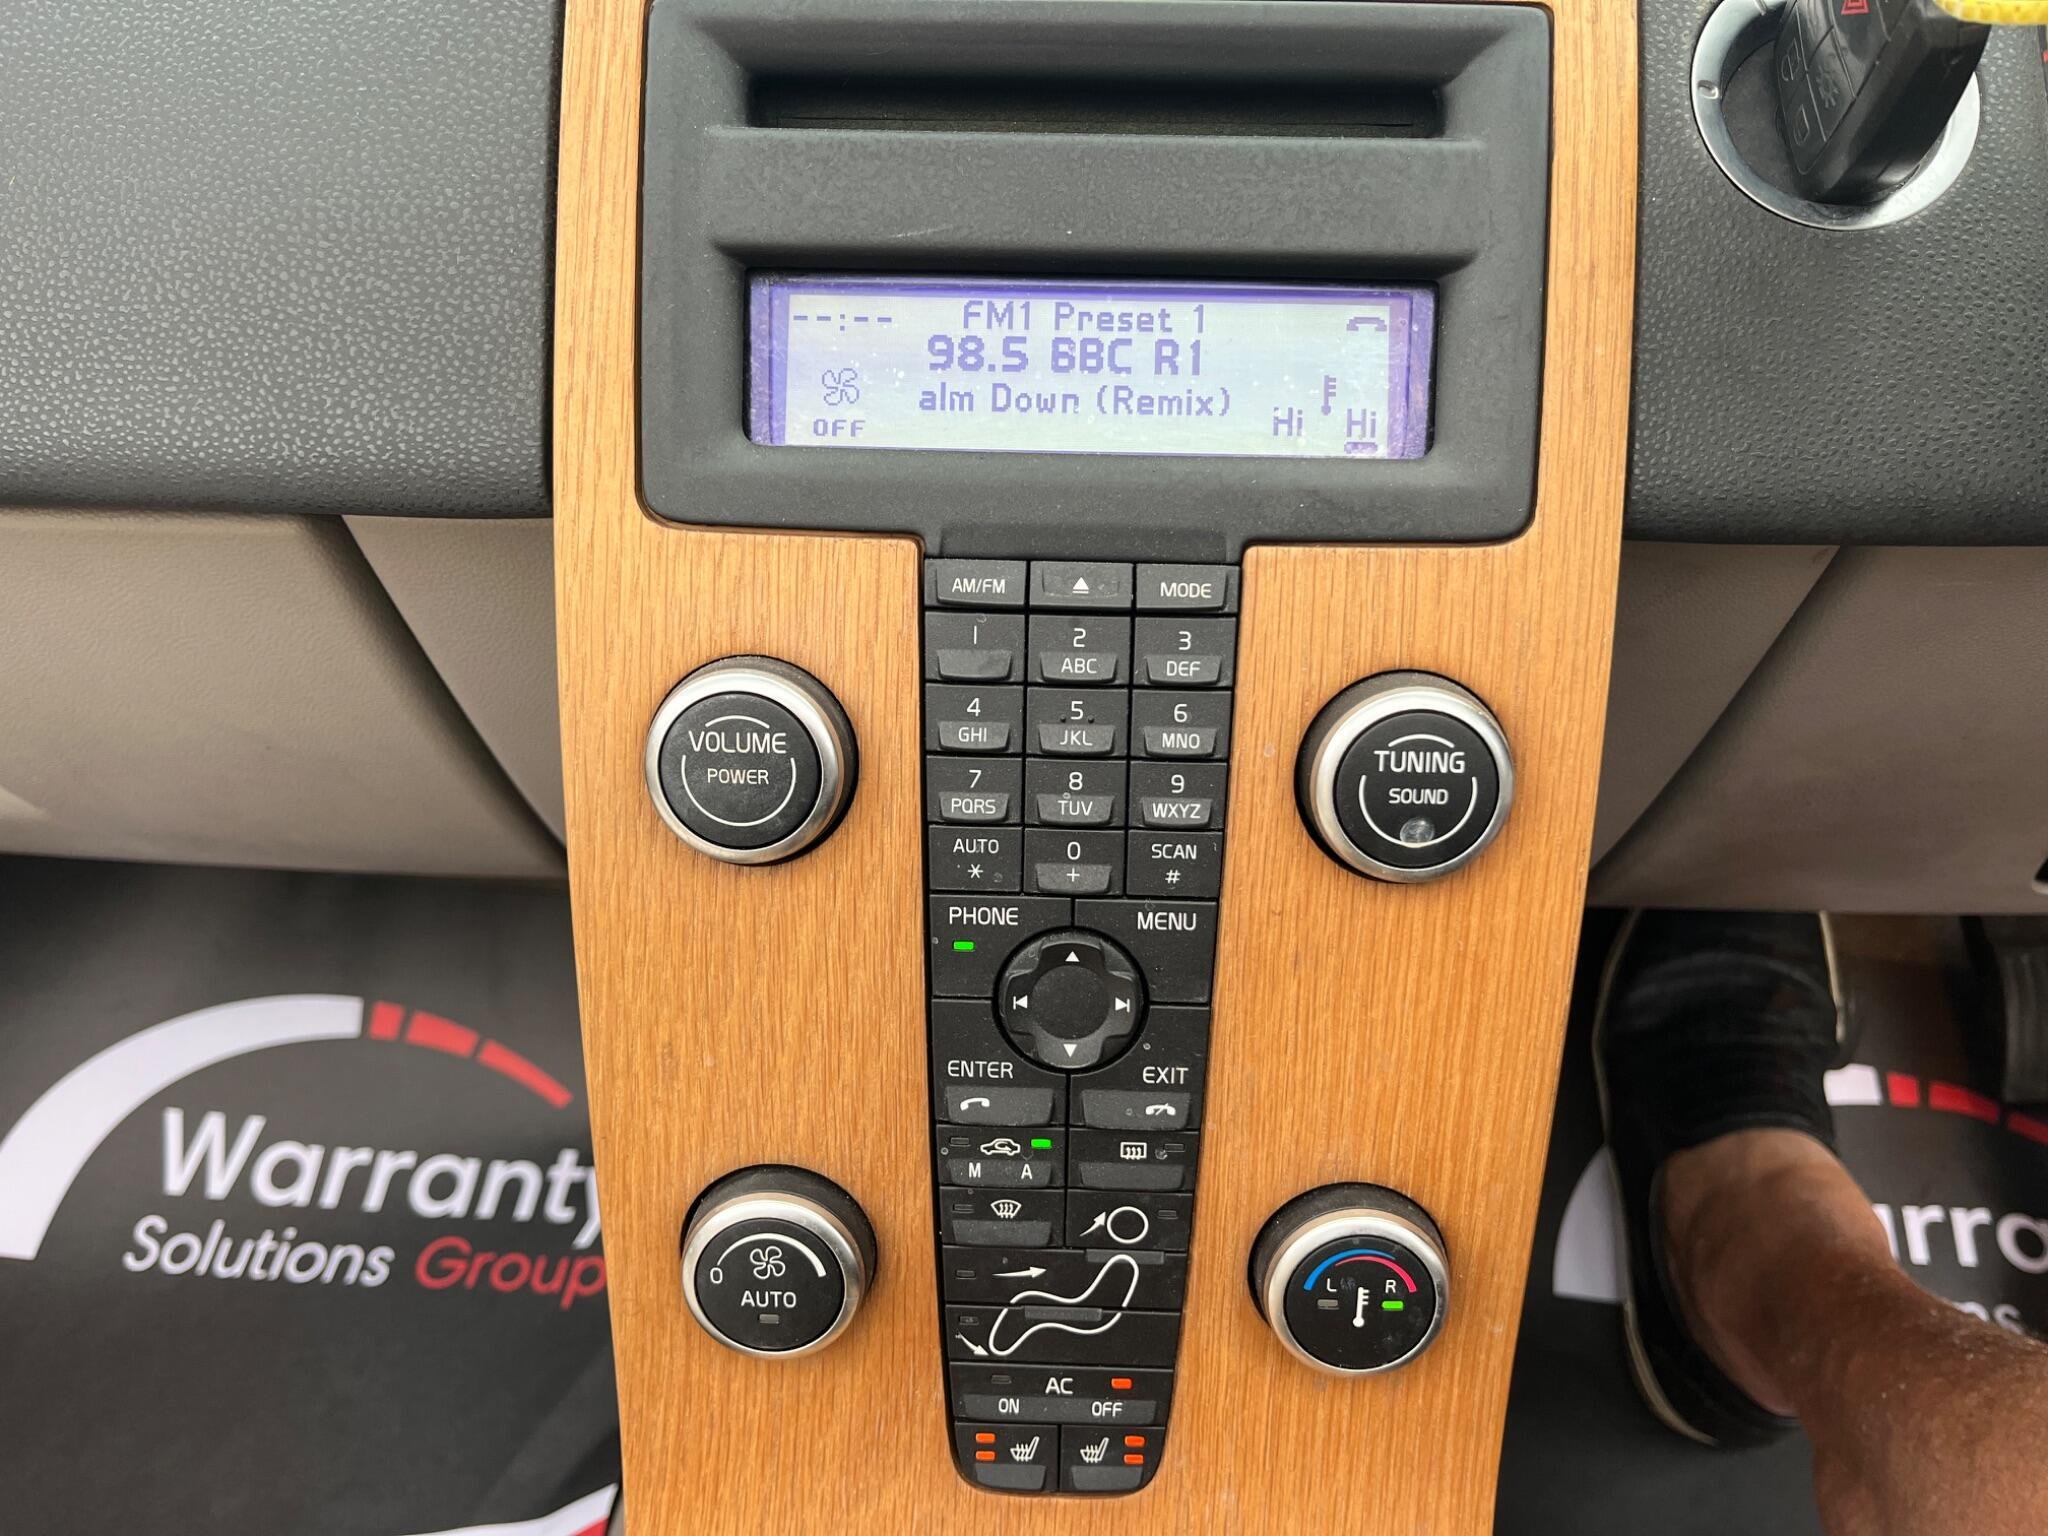 --:-- FM1 Preset 1
98.5 BBC R1
alm Down (Remix)
OFF Hi Hi
AM/FM MODE
1 2 3
ABC DEF
4 5 6
GHI JKL MNO
7 8 9
PQRS TUV WXYZ
AUTO 0 SCAN
* + #
VOLUME
POWER
TUNING
SOUND
PHONE MENU
ENTER EXIT
M A
0
AUTO
L R
AC
ON OFF
Warranty
Solutions Group